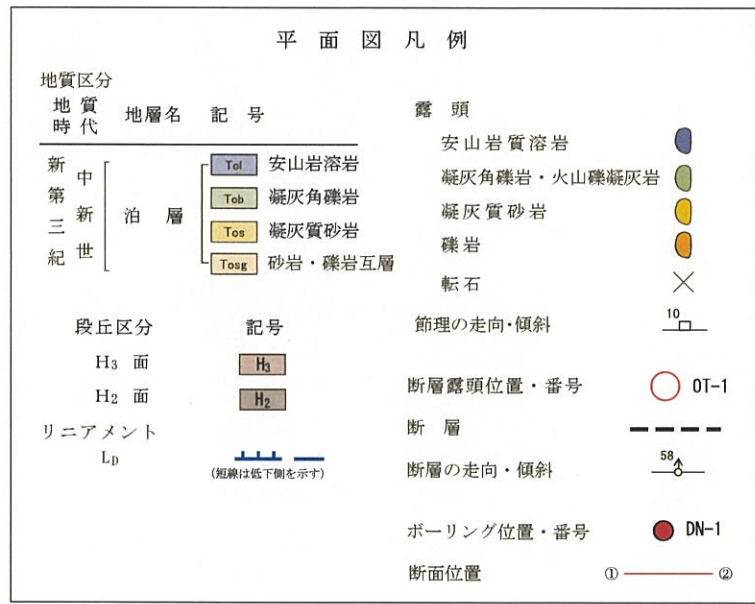 平面図凡例
地質区分
地質時代 地層名 記号
新第三紀 中新世 泊層
Tol 安山岩溶岩
Tob 凝灰角礫岩
Tos 凝灰質砂岩
Tosg 砂岩・礫岩互層
段丘区分 記号
H3 面 H3
H2 面 H2
リニアメント
LD
(短線は低下側を示す)
露頭
安山岩質溶岩
凝灰角礫岩・火山礫凝灰岩
凝灰質砂岩
礫岩
転石
節理の走向・傾斜 10
断層露頭位置・番号 OT-1
断層
断層の走向・傾斜 58
ボーリング位置・番号 DN-1
断面位置 ① ②